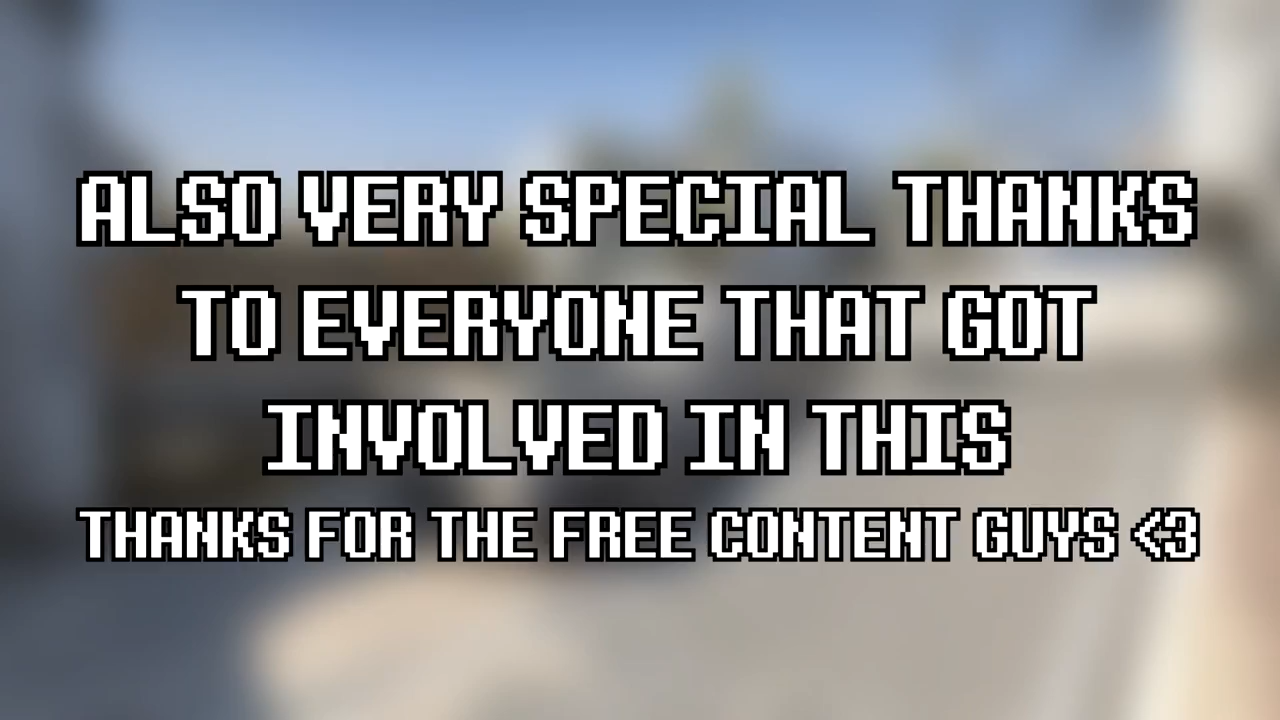 ALSO VERY SPECIAL THANKS
TO EVERYONE THAT GOT
INVOLVED IN THIS
THANKS FOR THE FREE CONTENT GUYS <3